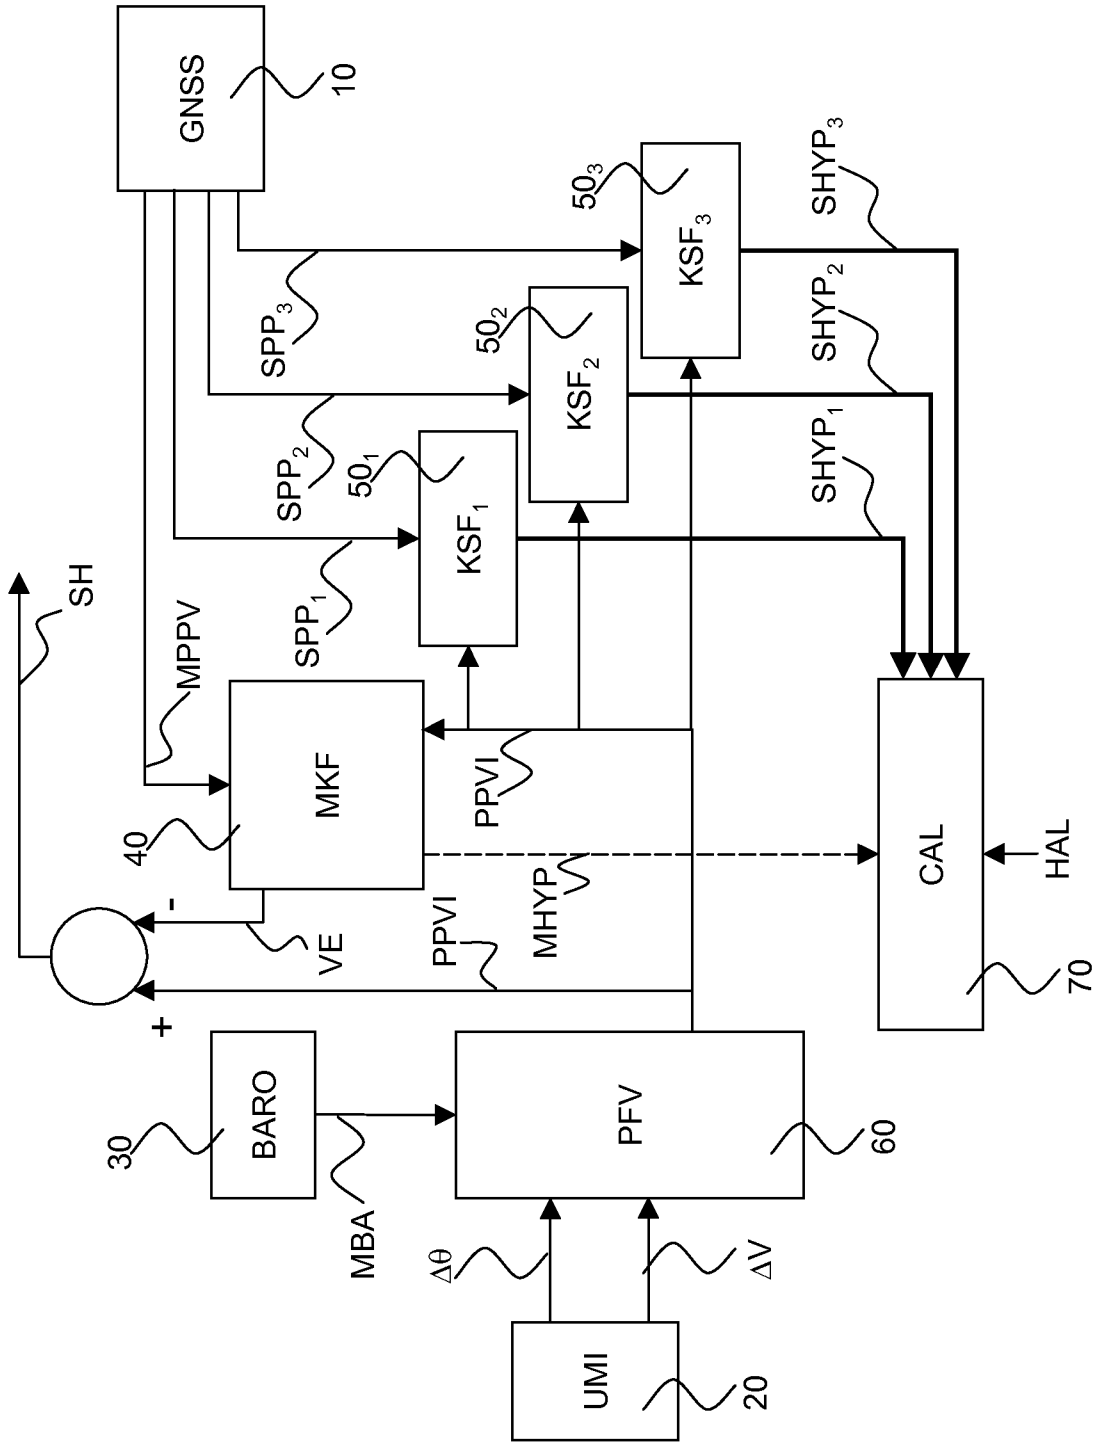 SH
30
40
+
-
MPPV
GNSS
BARO
SPP₃
SPP₂
SPP₁
VE
MKF
10
MBA
50₁
Δθ
PPVI
KSF₁
PPVI
50₂
MHYP
KSF₂
50₃
UMI
PFV
KSF₃
20
ΔV
SHYP₁
SHYP₂
SHYP₃
60
CAL
HAL
70